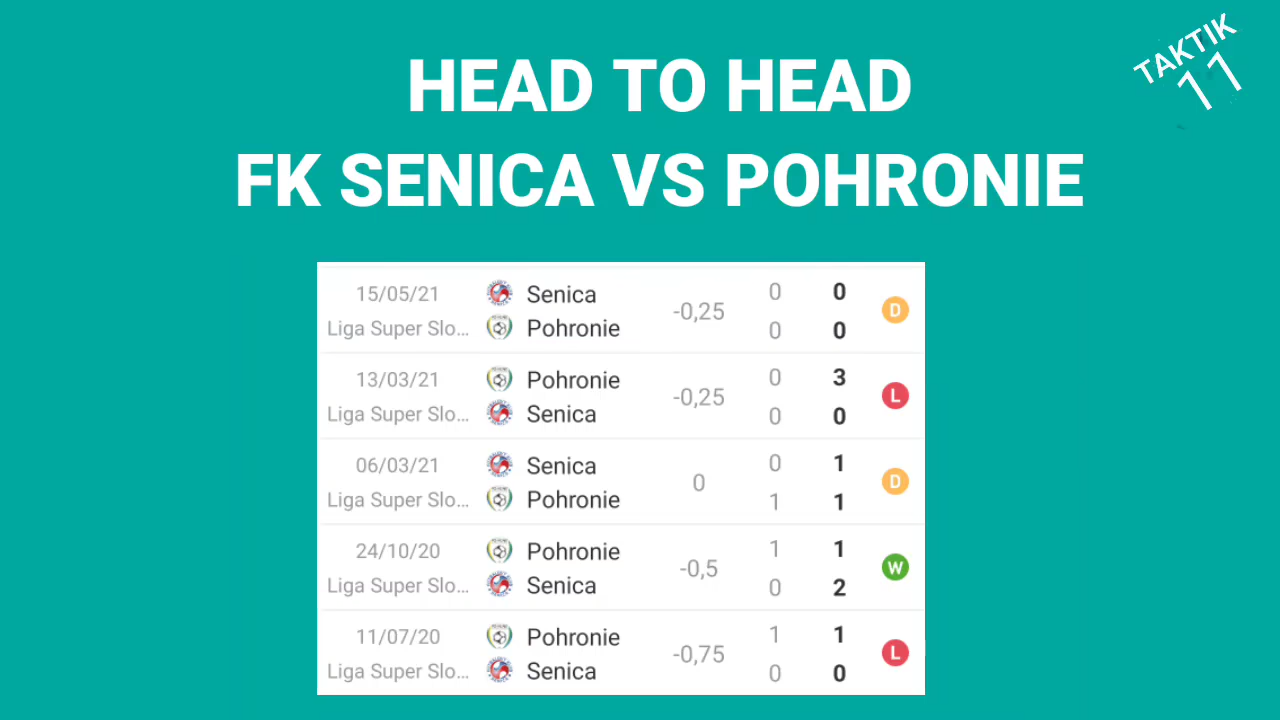 HEAD TO HEAD
TAKTIK
11
FK SENICA VS POHRONIE
15/05/21 Senica 0 0
-0,25 D
Liga Super Slo... Pohronie 0 0
13/03/21 Pohronie 0 3
-0,25 L
Liga Super Slo... Senica 0 0
06/03/21 Senica 0 1
0 D
Liga Super Slo... Pohronie 1 1
24/10/20 Pohronie 1 1
-0,5 W
Liga Super Slo... Senica 0 2
11/07/20 Pohronie 1 1
-0,75 L
Liga Super Slo... Senica 0 0